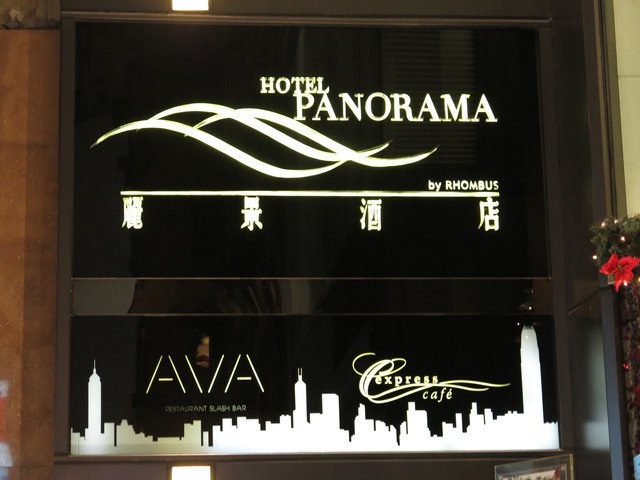 HOTEL
PANORAMA
by RHOMBUS
麗景酒店
AVA
RESTAURANT SLASH BAR
express
café